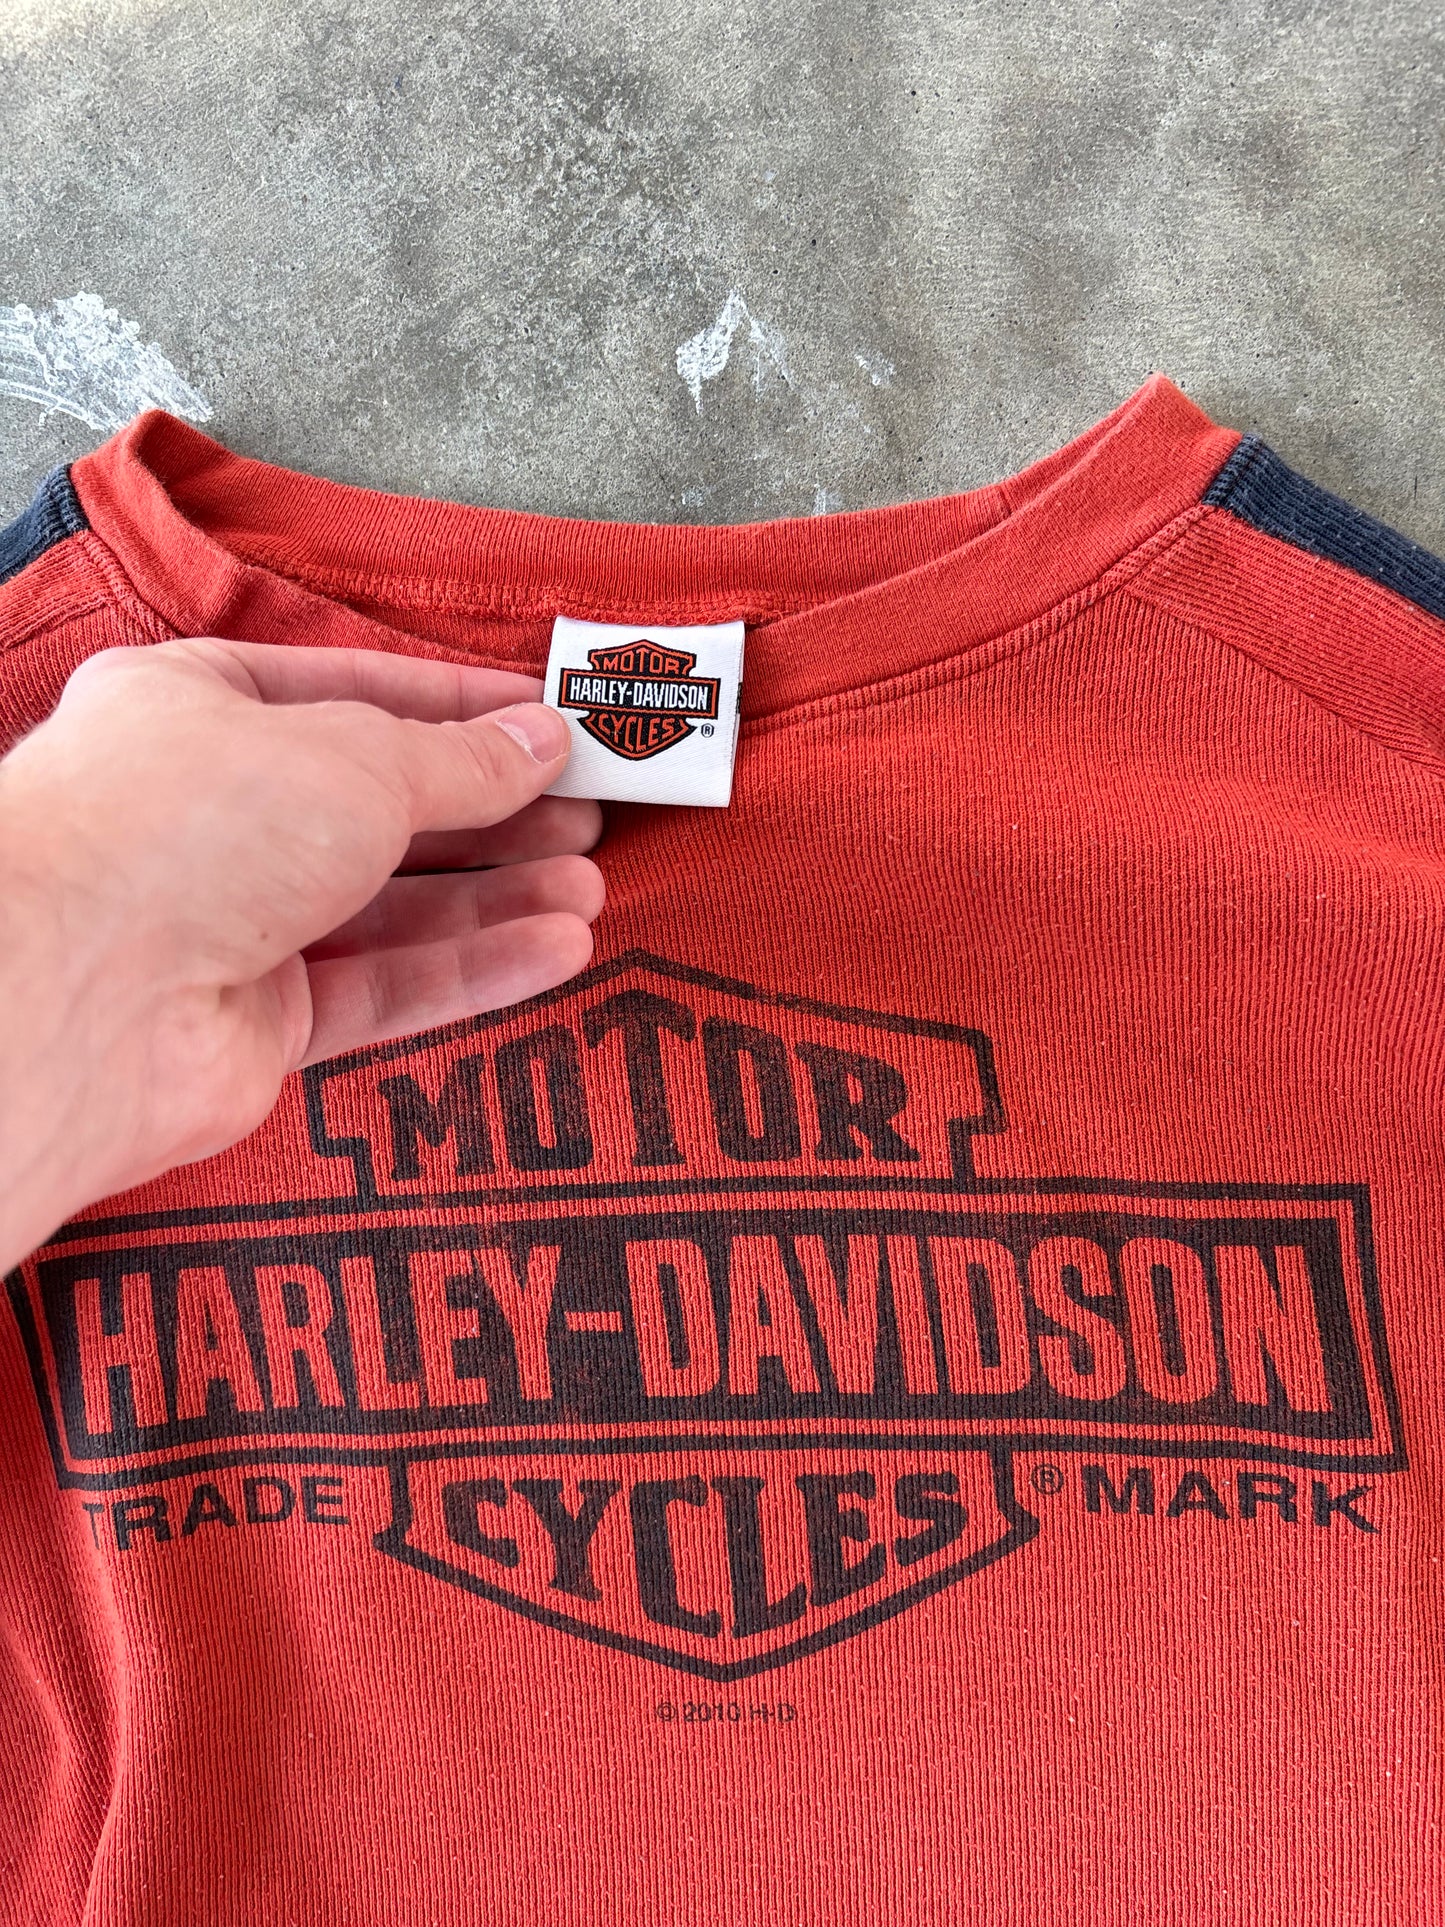 MOTOR
HARLEY-DAVIDSON
CYCLES
®
MOTOR
HARLEY-DAVIDSON
TRADE CYCLES ® MARK
© 2010 H-D